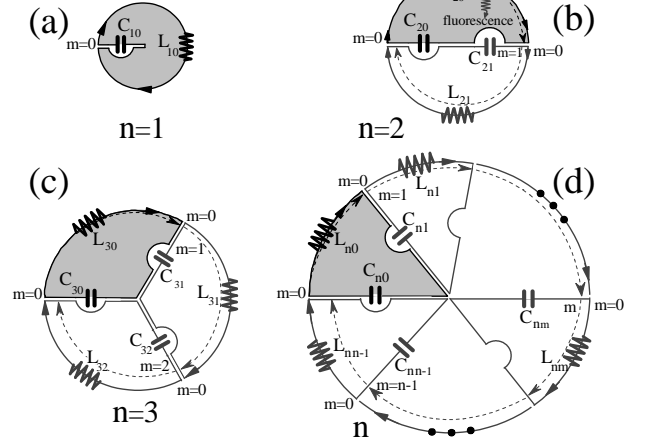 (a)
C10
m=0
L10
n=1
(b)
fluorescence
C20
C21
m=1
m=0
L21
n=2
(c)
m=0
L30
m=1
C30
C31
m=0
L31
C32
L32
m=2
m=0
n=3
(d)
m=0
m=1
Ln1
Cn1
Ln0
Cn0
m=0
m
m=0
Cnm
Lnn-1
Cnn-1
Lnm
m=n-1
m=0
n